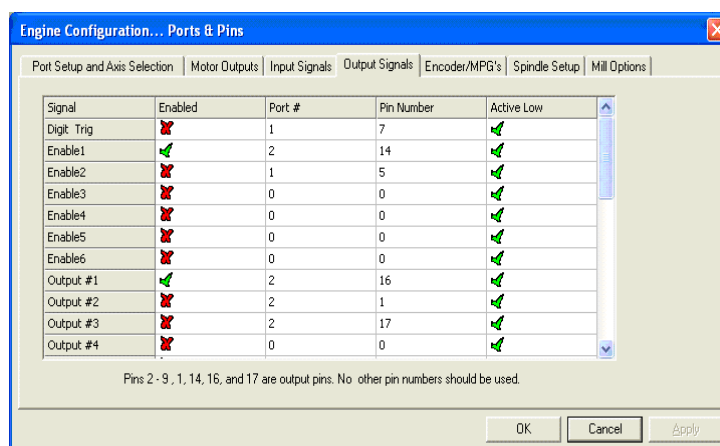 Engine Configuration... Ports & Pins
Port Setup and Axis Selection Motor Outputs Input Signals Output Signals Encoder/MPG's Spindle Setup Mill Options
Signal Enabled Port # Pin Number Active Low
Digit Trig 1 7
Enable1 2 14
Enable2 1 5
Enable3 0 0
Enable4 0 0
Enable5 0 0
Enable6 0 0
Output #1 2 16
Output #2 2 1
Output #3 2 17
Output #4 0 0
Pins 2 - 9 , 1, 14, 16, and 17 are output pins. No other pin numbers should be used.
OK Cancel Apply